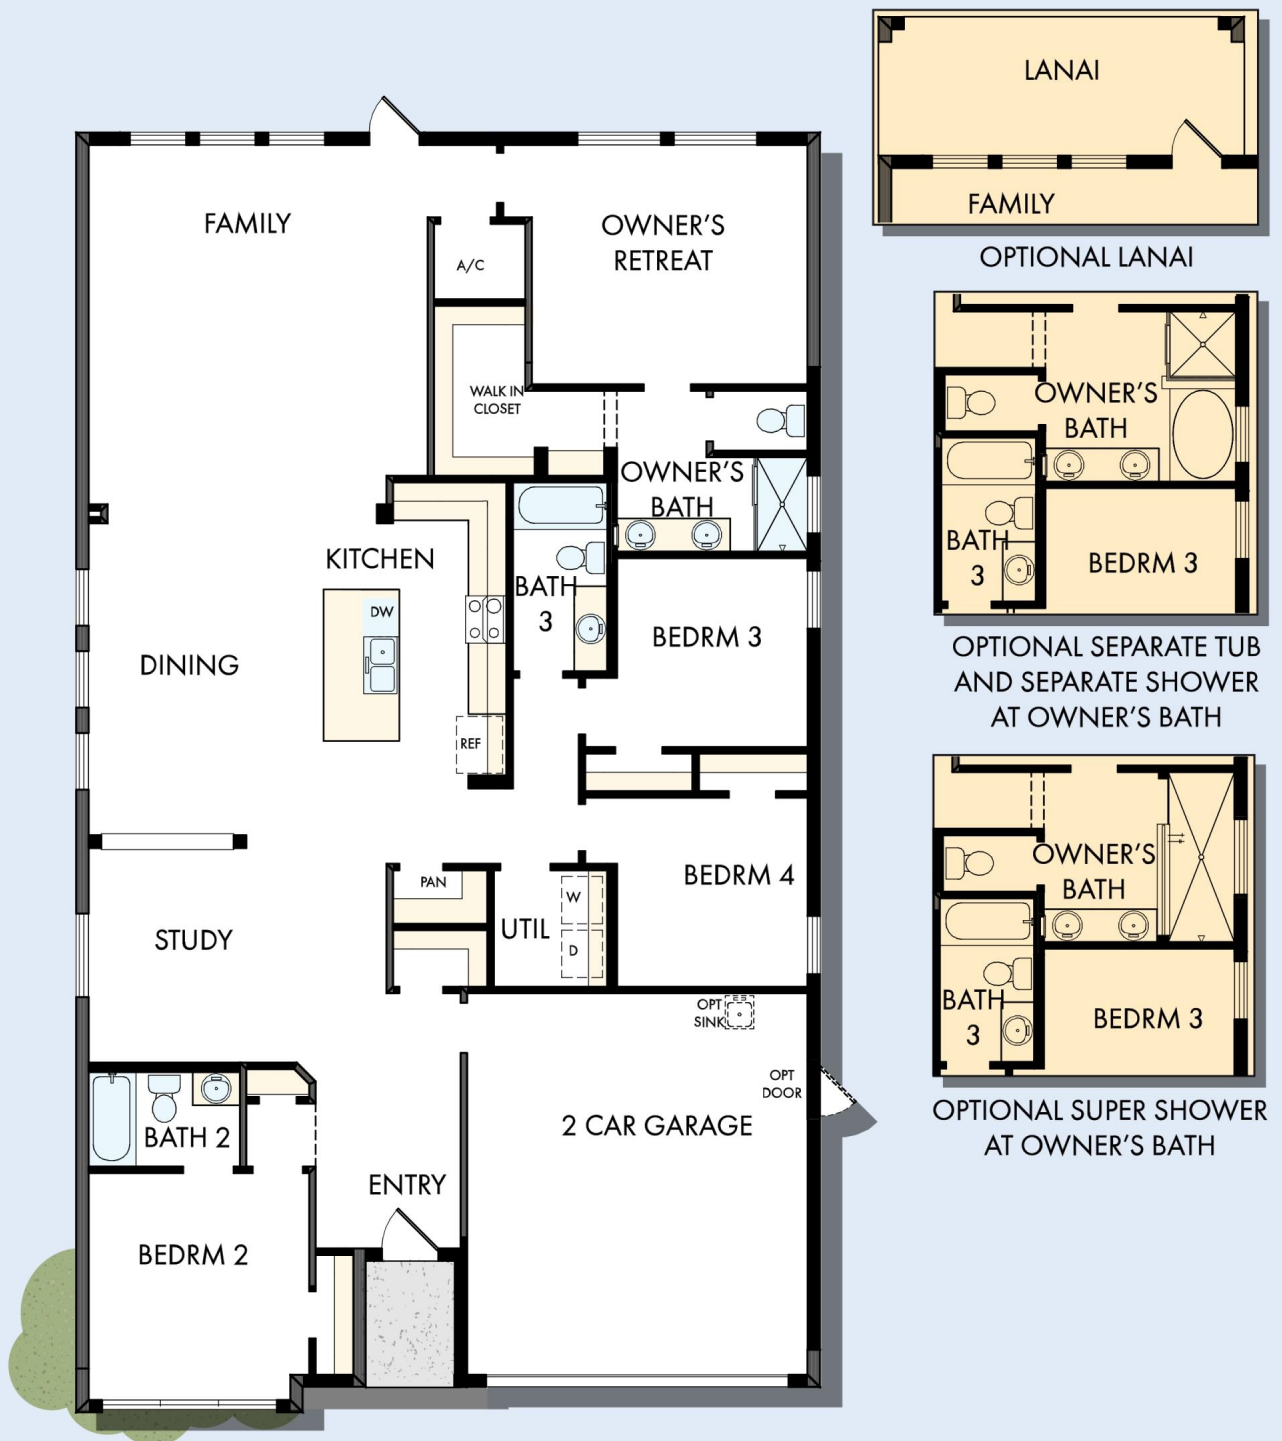 FAMILY
OWNER'S
RETREAT
A/C
WALK IN
CLOSET
OWNER'S
BATH
KITCHEN
DW
BATH
3
BEDRM 3
DINING
REF
PAN
W
D
UTIL
BEDRM 4
STUDY
OPT
SINK
OPT
DOOR
2 CAR GARAGE
BATH 2
ENTRY
BEDRM 2
LANAI
FAMILY
OPTIONAL LANAI
OWNER'S
BATH
BATH
3
BEDRM 3
OPTIONAL SEPARATE TUB
AND SEPARATE SHOWER
AT OWNER'S BATH
OWNER'S
BATH
BATH
3
BEDRM 3
OPTIONAL SUPER SHOWER
AT OWNER'S BATH